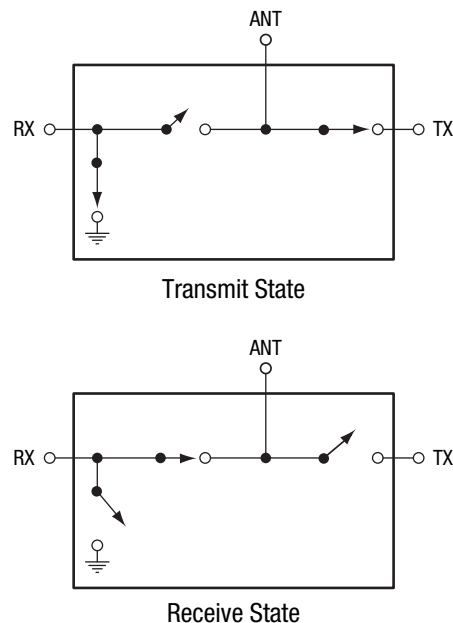 ANT
RX
TX
Transmit State
ANT
RX
TX
Receive State